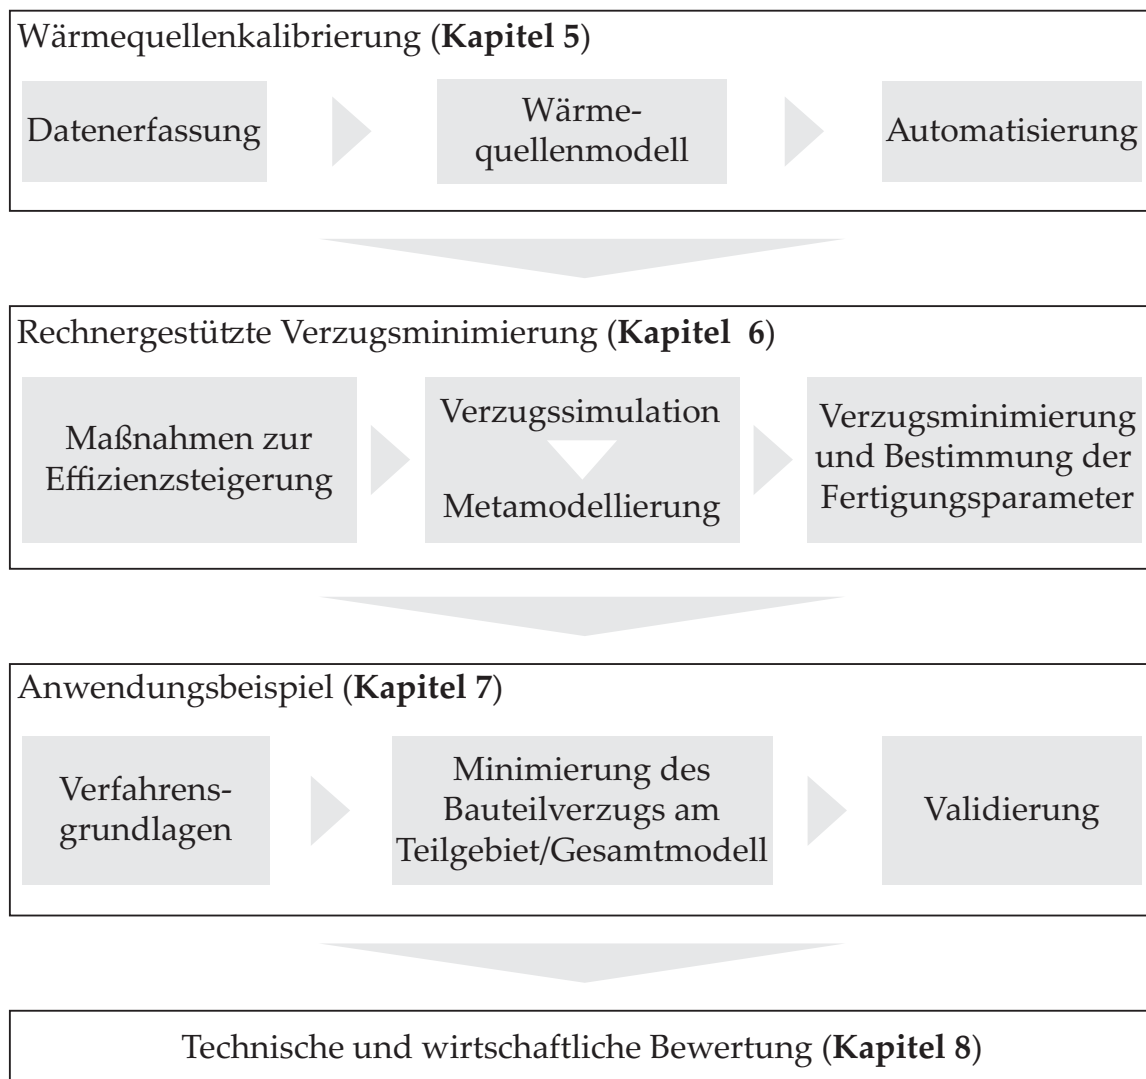 Wärmequellenkalibrierung (Kapitel 5)
Datenerfassung
Wärme-
quellenmodell
Automatisierung
Rechnergestützte Verzugsminimierung (Kapitel 6)
Maßnahmen zur
Effizienzsteigerung
Verzugssimulation
Metamodellierung
Verzugsminimierung
und Bestimmung der
Fertigungsparameter
Anwendungsbeispiel (Kapitel 7)
Verfahrens-
grundlagen
Minimierung des
Bauteilverzugs am
Teilgebiet/Gesamtmodell
Validierung
Technische und wirtschaftliche Bewertung (Kapitel 8)